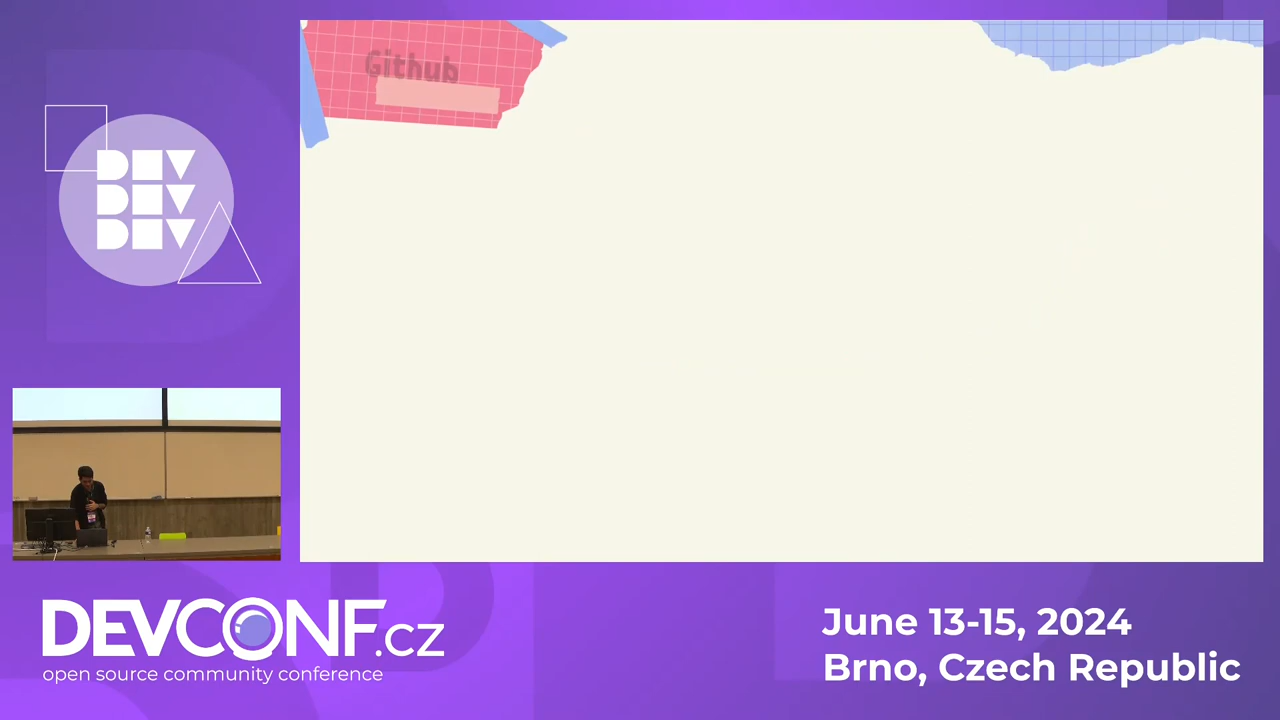 Github
DEV
DEV
DEV
DEVCONF.cz
open source community conference
June 13-15, 2024
Brno, Czech Republic